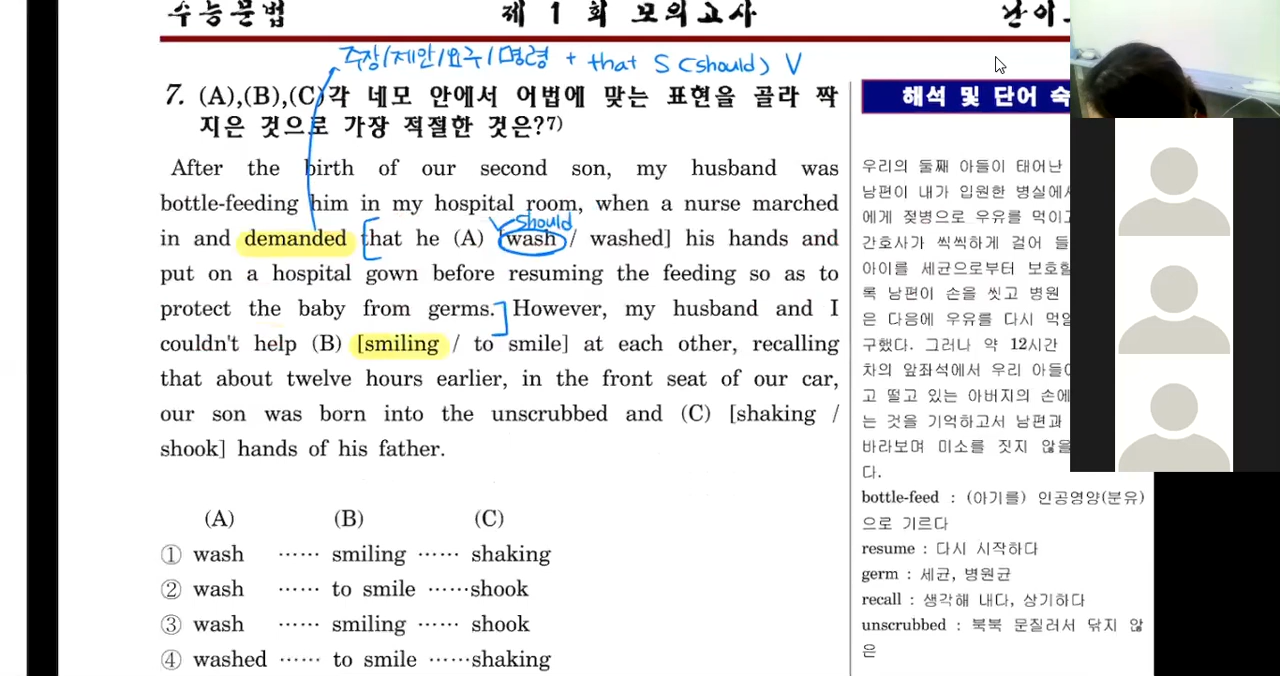 수능문법 제 1 회 모의고사
주장/제안/요구/명령 + that S (should) V
7. (A),(B),(C)각 네모 안에서 어법에 맞는 표현을 골라 짝
지은 것으로 가장 적절한 것은?7)
After the birth of our second son, my husband was
bottle-feeding him in my hospital room, when a nurse marched
should
in and demanded that he (A) wash / washed] his hands and
put on a hospital gown before resuming the feeding so as to
protect the baby from germs. However, my husband and I
couldn't help (B) [smiling / to smile] at each other, recalling
that about twelve hours earlier, in the front seat of our car,
our son was born into the unscrubbed and (C) [shaking /
shook] hands of his father.
(A) (B) (C)
① wash ⋯⋯ smiling ⋯⋯ shaking
② wash ⋯⋯ to smile ⋯⋯shook
③ wash ⋯⋯ smiling ⋯⋯ shook
④ washed ⋯⋯ to smile ⋯⋯shaking
해석 및 단어 숙
우리의 둘째 아들이 태어난
남편이 내가 입원한 병실에서
에게 젖병으로 우유를 먹이고
간호사가 씩씩하게 걸어 들
아이를 세균으로부터 보호할
록 남편이 손을 씻고 병원
은 다음에 우유를 다시 먹일
구했다. 그러나 약 12시간
차의 앞좌석에서 우리 아들이
고 떨고 있는 아버지의 손에
는 것을 기억하고서 남편과
바라보며 미소를 짓지 않을
다.
bottle-feed : (아기를) 인공영양(분유)
으로 기르다
resume : 다시 시작하다
germ : 세균, 병원균
recall : 생각해 내다, 상기하다
unscrubbed : 북북 문질러서 닦지 않
은